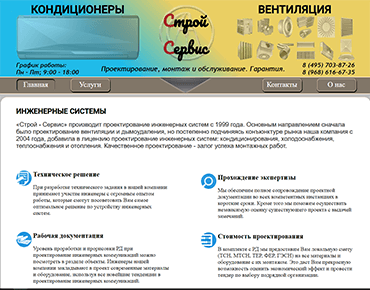 КОНДИЦИОНЕРЫ
Строй
Сервис
ВЕНТИЛЯЦИЯ
График работы:
Пн - Пт; 9:00 - 18:00
Проектирование, монтаж и обслуживание. Гарантия.
8 (495) 703-87-26
8 (968) 616-67-35
Главная
Услуги
Контакты
О нас
ИНЖЕНЕРНЫЕ СИСТЕМЫ
«Строй - Сервис» производит проектирование инженерных систем с 1999 года. Основным направлением сначала
было проектирование вентиляции и дымоудаления, но постепенно подчиняясь конъюнктуре рынка наша компания с
2004 года, добавила в лицензию проектирование инженерных систем: кондиционирования, холодоснабжения,
теплоснабжения и отопления. Качественное проектирование - залог успеха монтажных работ.
Техническое решение
При разработке технического задания в нашей компании
принимают участие инженеры с огромным опытом
работы, которые смогут посоветовать Вам самое
оптимальное решение по устройству инженерных
систем.
Прохождение экспертизы
Мы обеспечим полное сопровождение проектной
документации во всех компетентных инстанциях в
короткие сроки. Кроме того мы поможем осуществить
независимую оценку существующего проекта с выдачей
замечаний.
Рабочая документация
Уровень проработки и прорисовки РД при
проектировании инженерных коммуникаций можно
посмотреть в разделе объекты. Инженеры нашей
компании закладывают в проект современные материалы
и оборудование, используя все новейшие тенденции в
проектировании инженерных коммуникаций.
Стоимость проектирования
В комплекте с РД мы предоставим Вам локальную смету
(ТСН, МТСН, ТЕР, ФЕР, ГЭСН) на все материалы и
оборудование с их монтажом. Это даст Вам прекрасную
возможность оценить экономический эффект и провести
тендер по выбору подрядной организации.